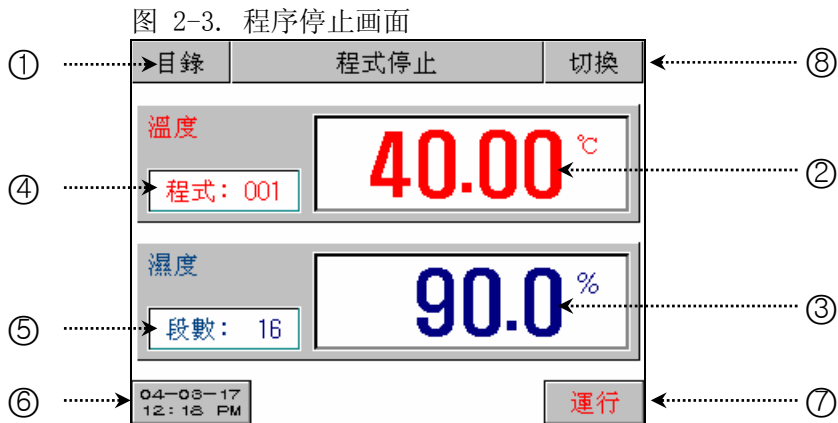 图 2-3. 程序停止画面
① 目錄 程式停止 切換 ⑧
溫度
40.00 ℃ ②
④ 程式: 001
濕度
90.0 % ③
⑤ 段數: 16
⑥ 04-03-17 運行 ⑦
12:18 PM